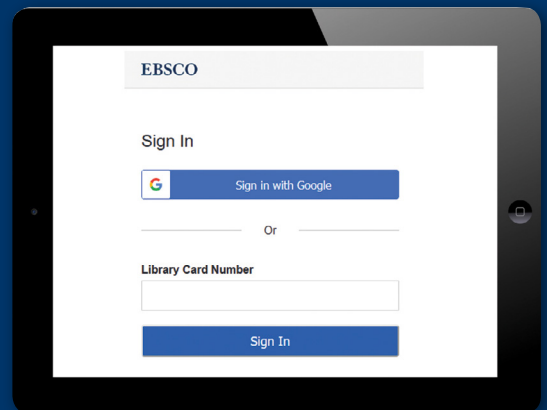 EBSCO
Sign In
Sign in with Google
Or
Library Card Number
Sign In